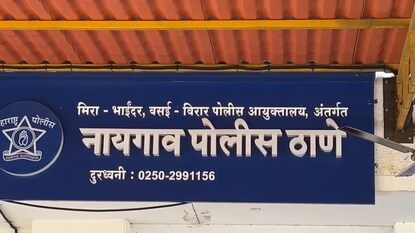 मिरा - भाईंदर, वसई - विरार पोलीस आयुक्तालय, अंतर्गत
नायगाव पोलीस ठाणे
दुरध्वनी : 0250-2991156